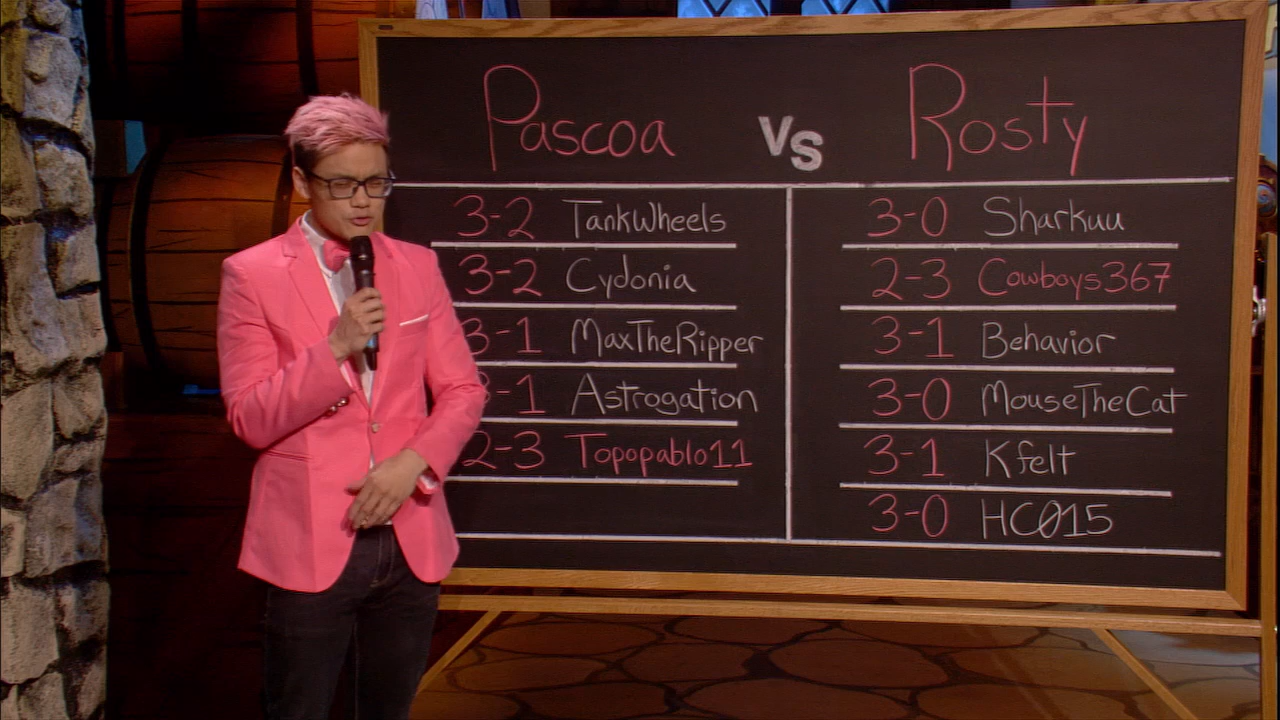 Pascoa vs Rosty
3-2 TankWheels
3-2 Cydonia
3-1 MaxTheRipper
3-1 Astrogation
2-3 Topopablo11
3-0 Sharkuu
2-3 Cowboys367
3-1 Behavior
3-0 MouseTheCat
3-1 Kfelt
3-0 HC015